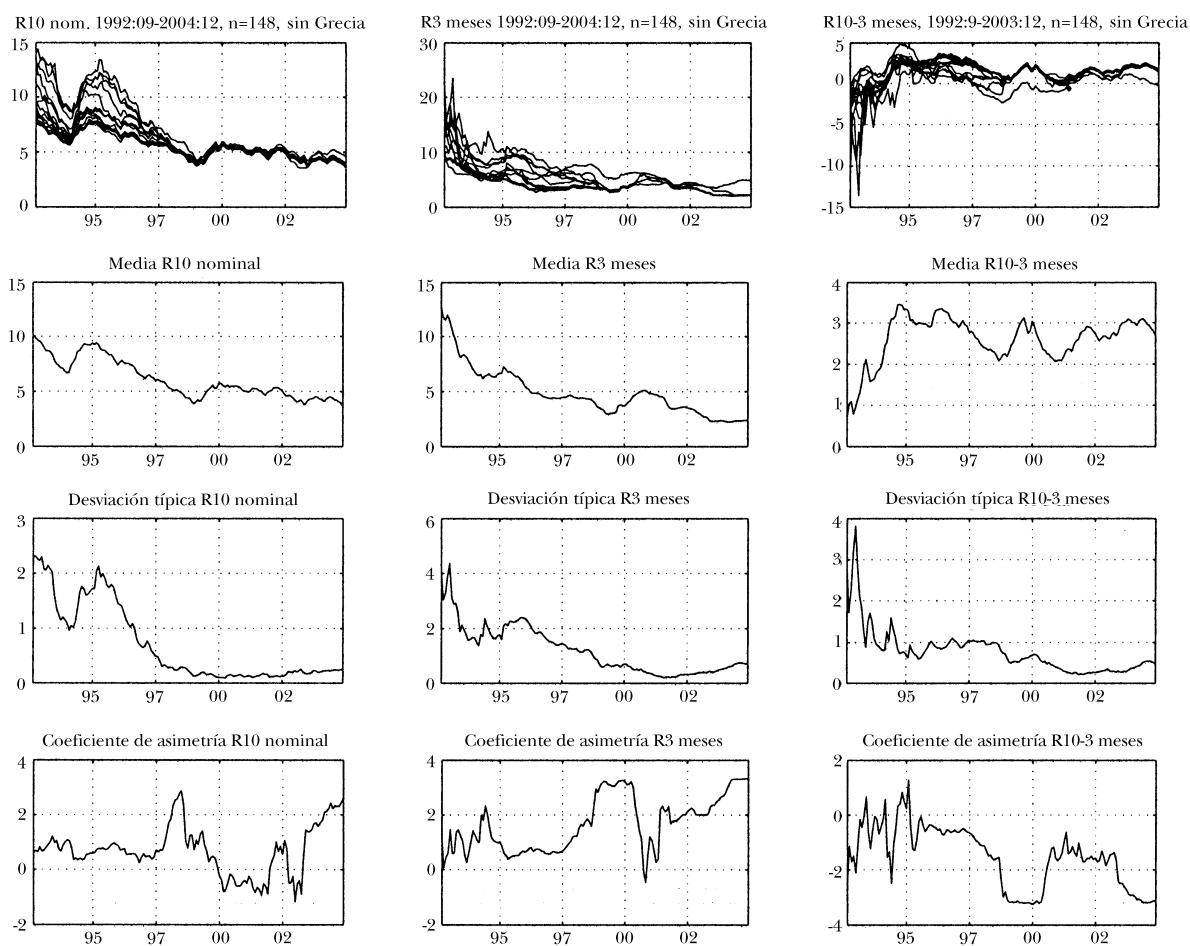 R10 nom. 1992:09-2004:12, n=148, sin Grecia
R3 meses 1992:09-2004:12, n=148, sin Grecia
R10-3 meses, 1992:9-2003:12, n=148, sin Grecia
15
10
5
0
95 97 00 02
30
20
10
0
95 97 00 02
5
0
-5
-10
-15
95 97 00 02
Media R10 nominal
Media R3 meses
Media R10-3 meses
15
10
5
0
95 97 00 02
15
10
5
0
95 97 00 02
4
3
2
1
0
95 97 00 02
Desviación típica R10 nominal
Desviación típica R3 meses
Desviación típica R10-3 meses
3
2
1
0
95 97 00 02
6
4
2
0
95 97 00 02
4
3
2
1
0
95 97 00 02
Coeficiente de asimetría R10 nominal
Coeficiente de asimetría R3 meses
Coeficiente de asimetría R10-3 meses
4
2
0
-2
95 97 00 02
4
2
0
-2
95 97 00 02
2
0
-2
-4
95 97 00 02